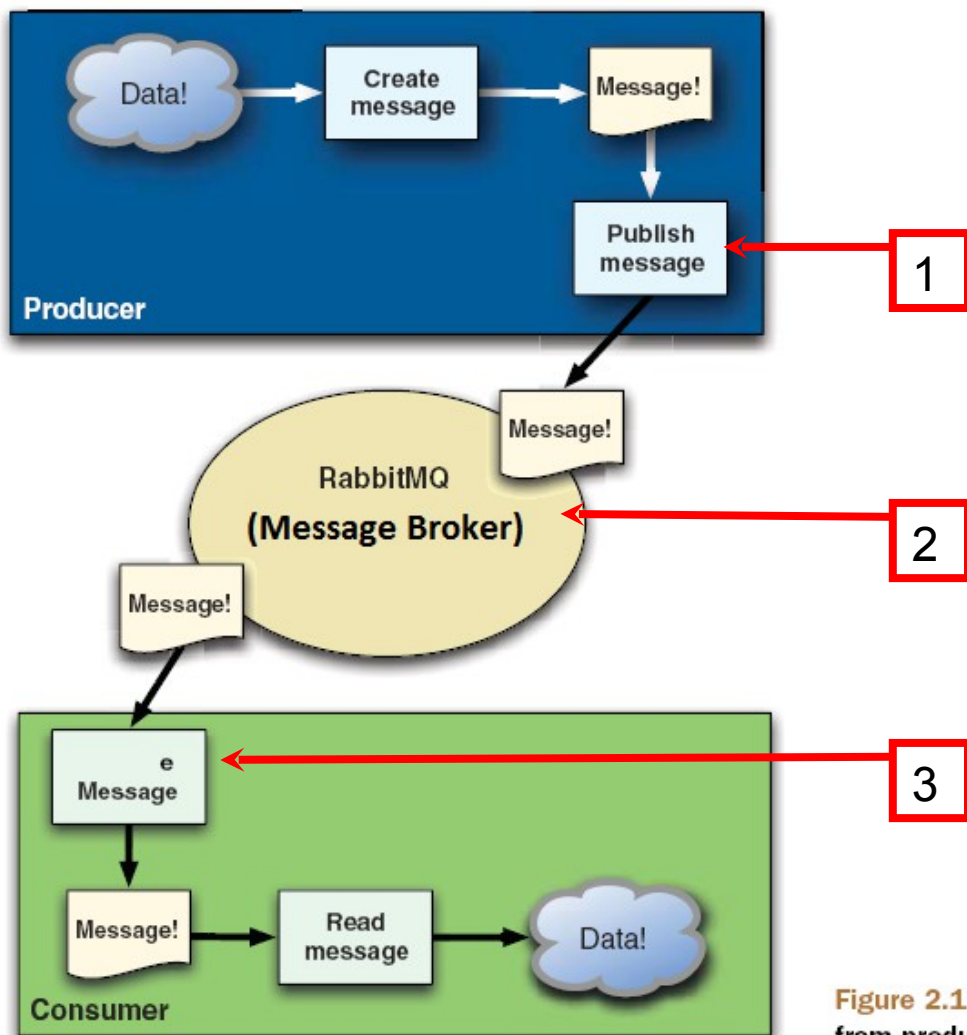 Data!
Create
message
Message!
Publish
message
1
Producer
Message!
RabbitMQ
(Message Broker)
2
Message!
e
Message
3
Message!
Read
message
Data!
Consumer
Figure 2.1
from